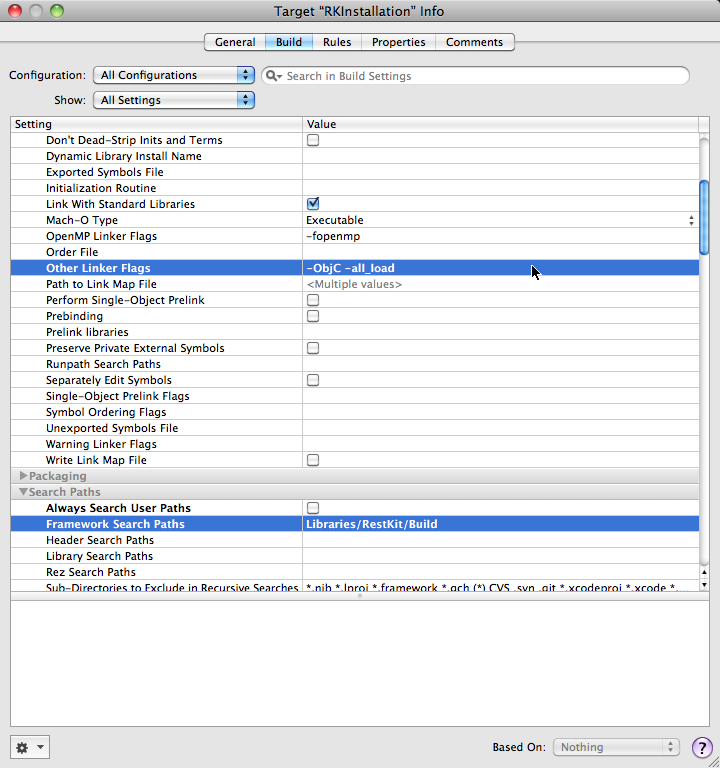 Target “RKInstallation” Info
General Build Rules Properties Comments
Configuration: All Configurations Search in Build Settings
Show: All Settings
Setting Value
Don't Dead-Strip Inits and Terms
Dynamic Library Install Name
Exported Symbols File
Initialization Routine
Link With Standard Libraries
Mach-O Type Executable
OpenMP Linker Flags -fopenmp
Order File
Other Linker Flags -ObjC -all_load
Path to Link Map File <Multiple values>
Perform Single-Object Prelink
Prebinding
Prelink libraries
Preserve Private External Symbols
Runpath Search Paths
Separately Edit Symbols
Single-Object Prelink Flags
Symbol Ordering Flags
Unexported Symbols File
Warning Linker Flags
Write Link Map File
Packaging
Search Paths
Always Search User Paths
Framework Search Paths Libraries/RestKit/Build
Header Search Paths
Library Search Paths
Rez Search Paths
Sub-Directories to Exclude in Recursive Searches *.nib *.lproj *.framework *.gch (*) CVS .svn .git *.xcodeproj *.xcode *...
Based On: Nothing ?